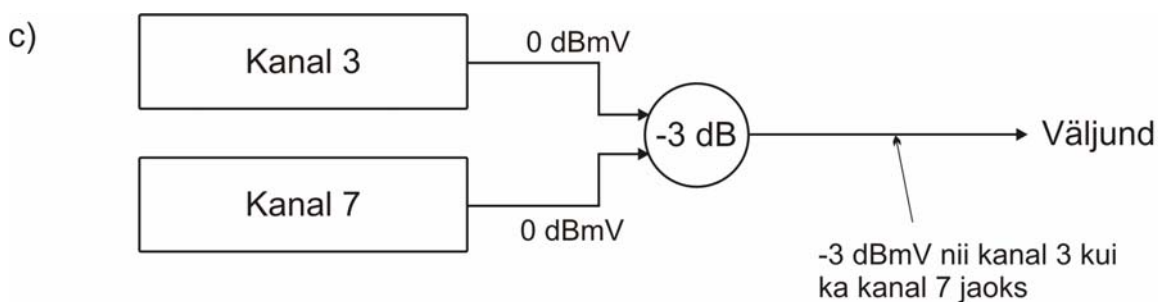 c)
Kanal 3
0 dBmV
-3 dB
Väljund
Kanal 7
0 dBmV
-3 dBmV nii kanal 3 kui
ka kanal 7 jaoks